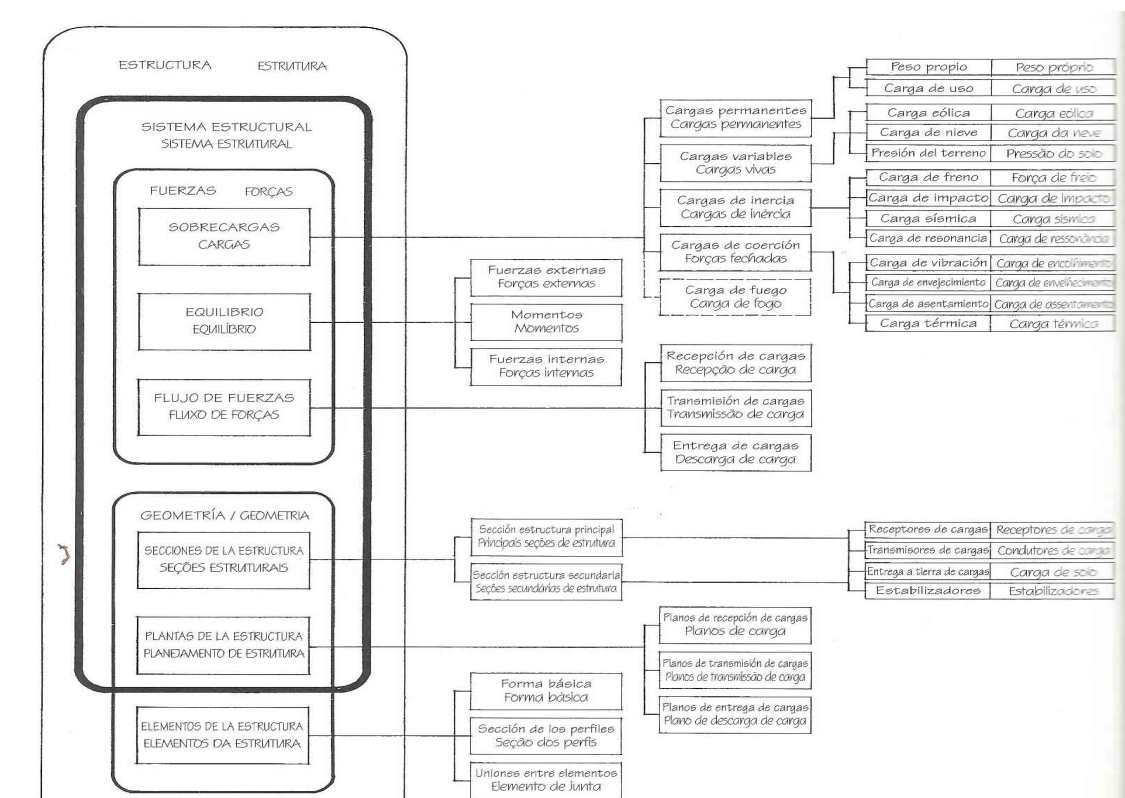 ESTRUCTURA ESTRUTURA
SISTEMA ESTRUCTURAL
SISTEMA ESTRUTURAL
FUERZAS FORÇAS
SOBRECARGAS
CARGAS
EQUILIBRIO
EQUILÍBRIO
FLUJO DE FUERZAS
FLUXO DE FORÇAS
GEOMETRÍA / GEOMETRIA
SECCIONES DE LA ESTRUCTURA
SEÇÕES ESTRUTURAIS
PLANTAS DE LA ESTRUCTURA
PLANEJAMENTO DE ESTRUTURA
ELEMENTOS DE LA ESTRUCTURA
ELEMENTOS DA ESTRUTURA
Fuerzas externas
Forças externas
Momentos
Momentos
Fuerzas internas
Forças internas
Sección estructura principal
Principais seções de estrutura
Sección estructura secundaria
Seções secundárias de estrutura
Forma básica
Forma básica
Sección de los perfiles
Seção dos perfis
Uniones entre elementos
Elemento de junta
Cargas permanentes
Cargas permanentes
Cargas variables
Cargas vivas
Cargas de inercia
Cargas de inércia
Cargas de coerción
Forças fechadas
Carga de fuego
Carga de fogo
Recepción de cargas
Recepção de carga
Transmisión de cargas
Transmissão de carga
Entrega de cargas
Descarga de carga
Planos de recepción de cargas
Planos de carga
Planos de transmisión de cargas
Planos de transmissão de carga
Planos de entrega de cargas
Plano de descarga de carga
Peso propio Peso próprio
Carga de uso Carga de uso
Carga eólica Carga eólica
Carga de nieve Carga da neve
Presión del terreno Pressão do solo
Carga de freno Força de freio
Carga de impacto Carga de impacto
Carga sísmica Carga sísmica
Carga de resonancia Carga de ressonância
Carga de vibración Carga de encolhimento
Carga de envejecimiento Carga de envelhecimento
Carga de asentamiento Carga de assentamento
Carga térmica Carga térmica
Receptores de cargas Receptores de carga
Transmisores de cargas Condutores de carga
Entrega a tierra de cargas Carga de solo
Estabilizadores Estabilizadores